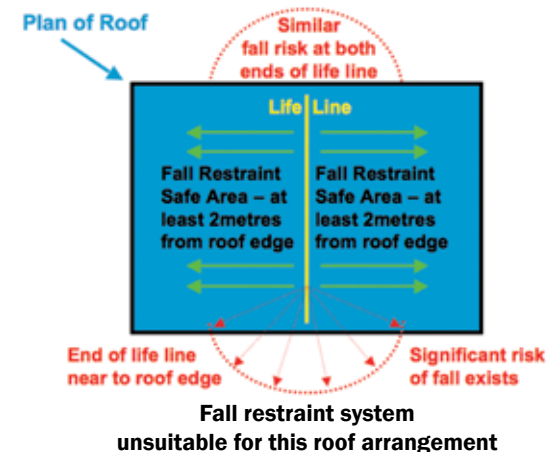 Plan of Roof
Similar
fall risk at both
ends of life line
Life Line
Fall Restraint
Safe Area – at
least 2metres
from roof edge
Fall Restraint
Safe Area – at
least 2metres
from roof edge
End of life line
near to roof edge
Significant risk
of fall exists
Fall restraint system
unsuitable for this roof arrangement